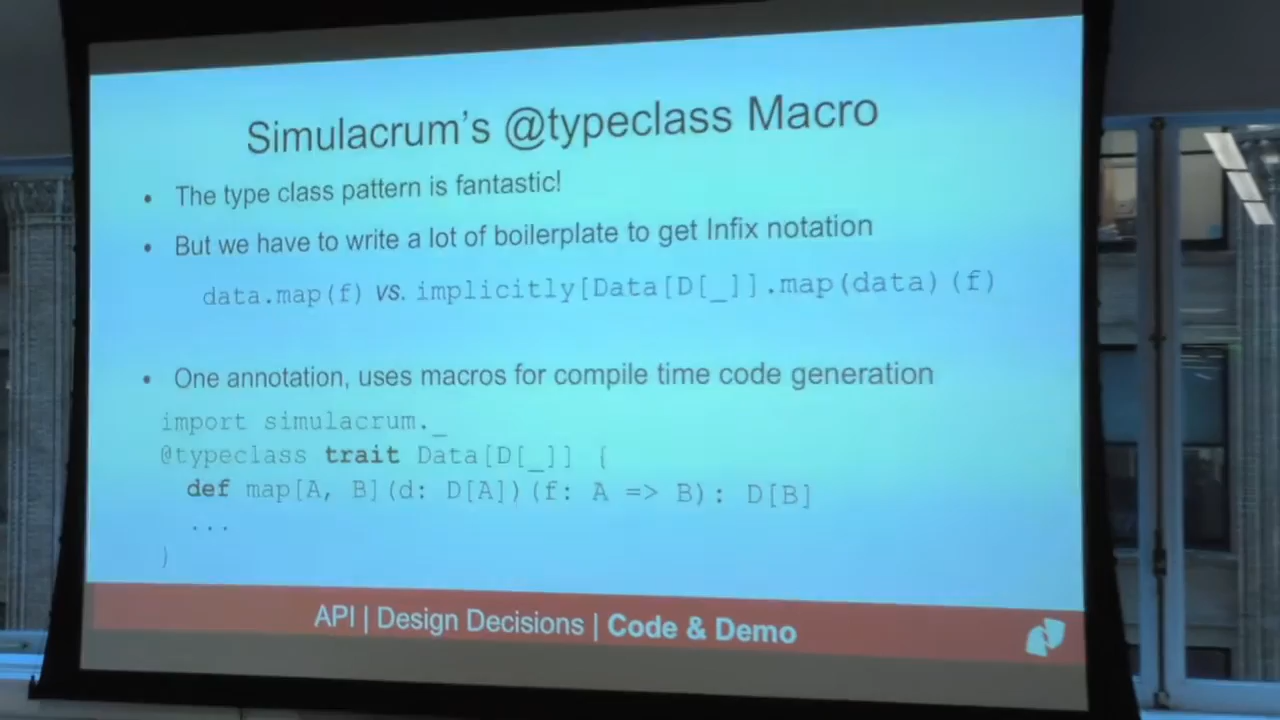 Simulacrum's @typeclass Macro
• The type class pattern is fantastic!
• But we have to write a lot of boilerplate to get Infix notation
data.map(f) vs. implicitly[Data[D[_]].map(data)(f)
• One annotation, uses macros for compile time code generation
import simulacrum._
@typeclass trait Data[D[_]] {
def map[A, B](d: D[A])(f: A => B): D[B]
...
}
API | Design Decisions | Code & Demo